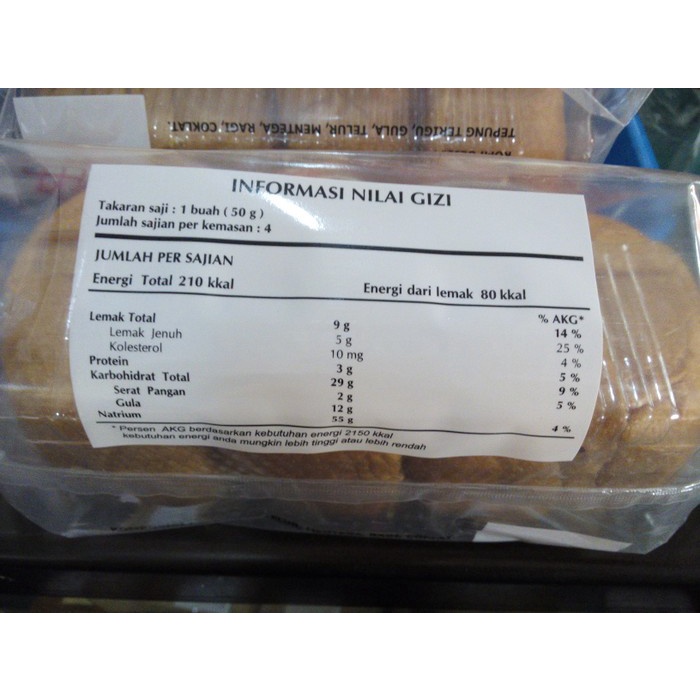 TEPUNG TERIGU, GULA, TELUR, MENTEGA, RAGI, COKLAT.
INFORMASI NILAI GIZI
Takaran saji : 1 buah ( 50 g )
Jumlah sajian per kemasan : 4
JUMLAH PER SAJIAN
Energi Total 210 kkal Energi dari lemak 80 kkal
% AKG*
Lemak Total 9 g 14 %
Lemak Jenuh 5 g 25 %
Kolesterol 10 mg 4 %
Protein 3 g 5 %
Karbohidrat Total 29 g 9 %
Serat Pangan 2 g 5 %
Gula 12 g
Natrium 55 g 4 %
* Persen AKG berdasarkan kebutuhan energi 2150 kkal
kebutuhan energi anda mungkin lebih tinggi atau lebih rendah